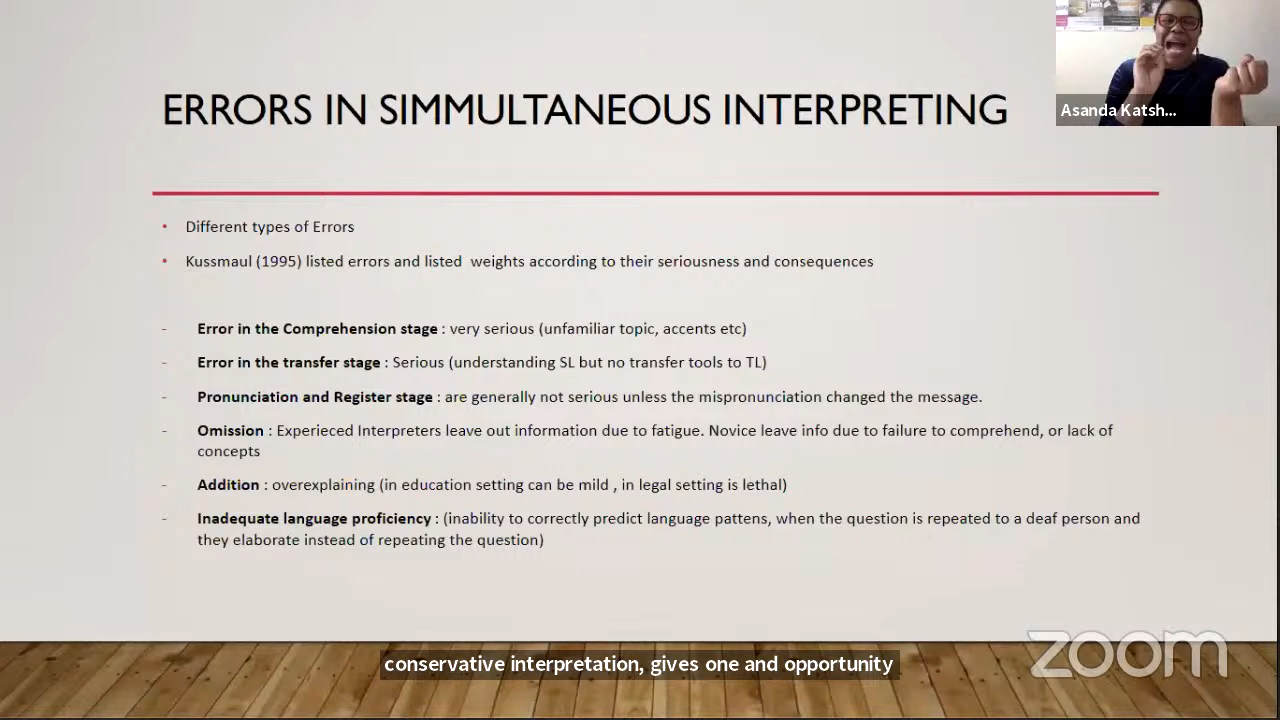 ERRORS IN SIMMULTANEOUS INTERPRETING
Asanda Katsh...
• Different types of Errors
• Kussmaul (1995) listed errors and listed weights according to their seriousness and consequences
- Error in the Comprehension stage : very serious (unfamiliar topic, accents etc)
- Error in the transfer stage : Serious (understanding SL but no transfer tools to TL)
- Pronunciation and Register stage : are generally not serious unless the mispronunciation changed the message.
- Omission : Experieced Interpreters leave out information due to fatigue. Novice leave info due to failure to comprehend, or lack of
concepts
- Addition : overexplaining (in education setting can be mild , in legal setting is lethal)
- Inadequate language proficiency : (inability to correctly predict language pattens, when the question is repeated to a deaf person and
they elaborate instead of repeating the question)
zoom
conservative interpretation, gives one and opportunity